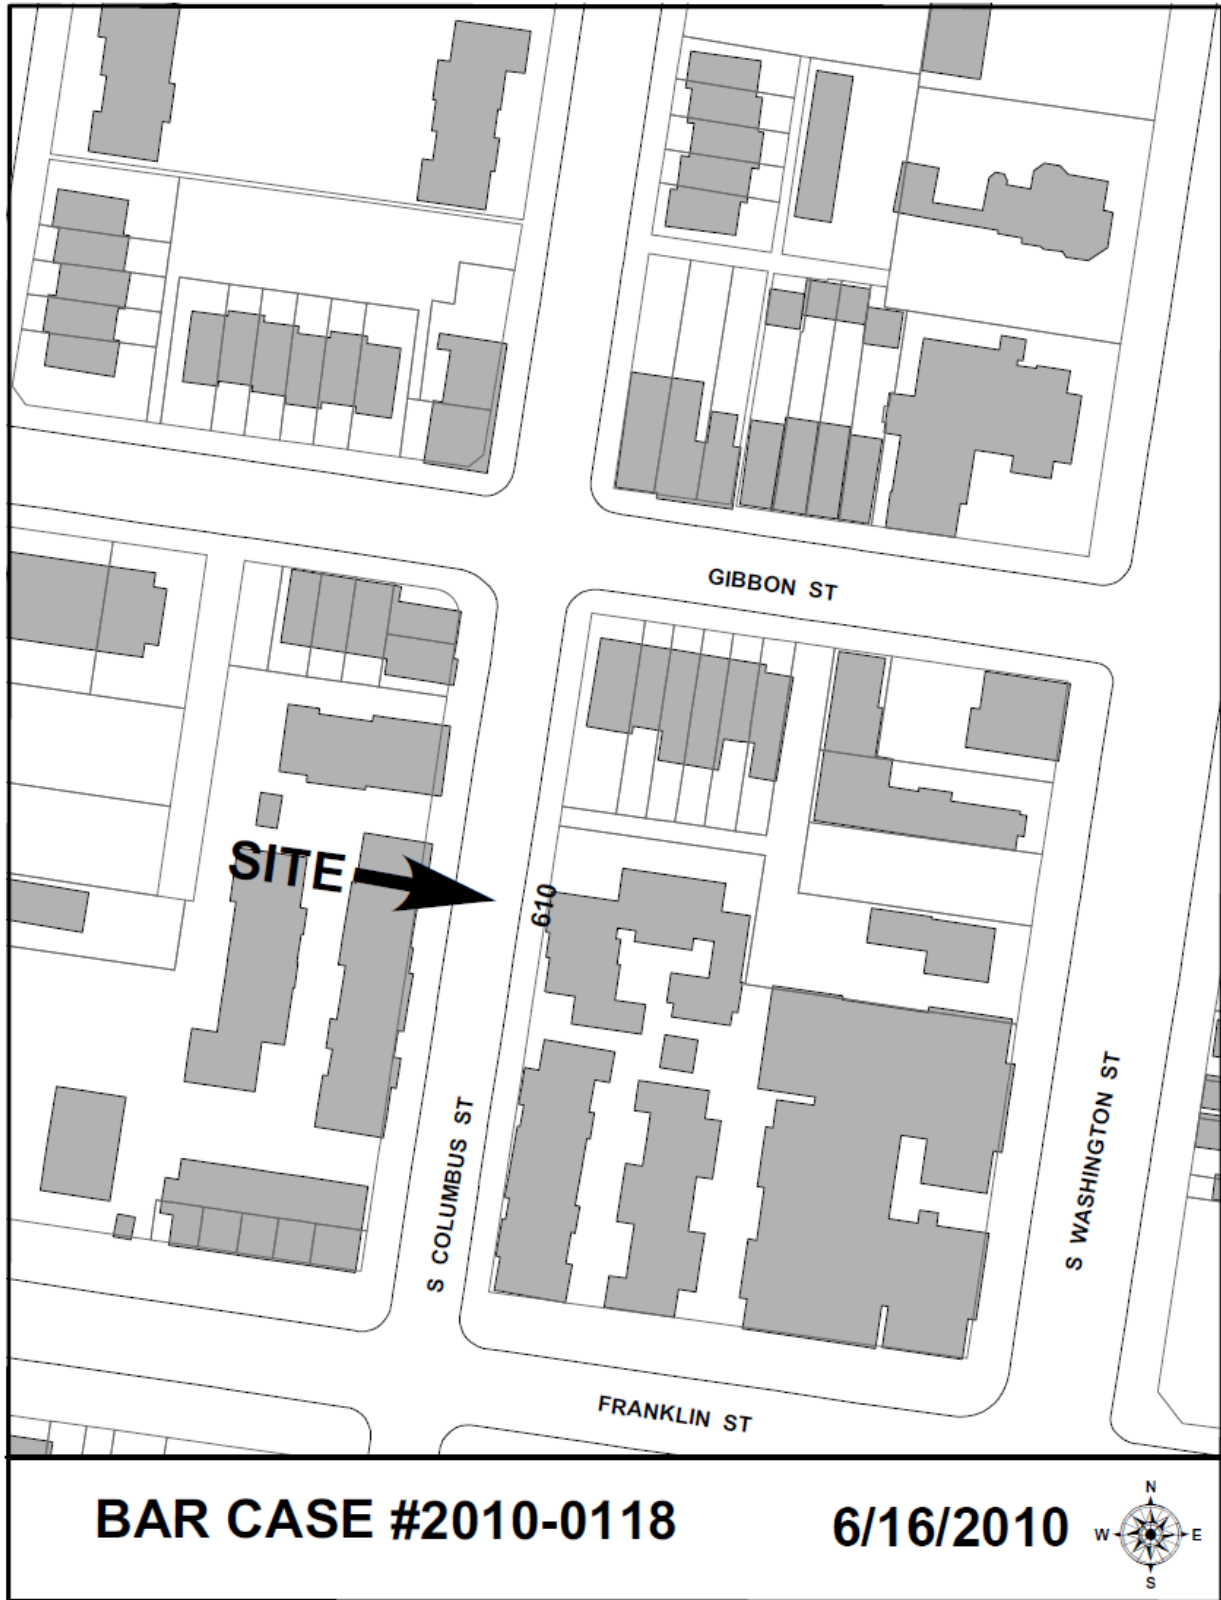 GIBBON ST
SITE
610
S COLUMBUS ST
S WASHINGTON ST
FRANKLIN ST
BAR CASE #2010-0118
6/16/2010
N
W E
S